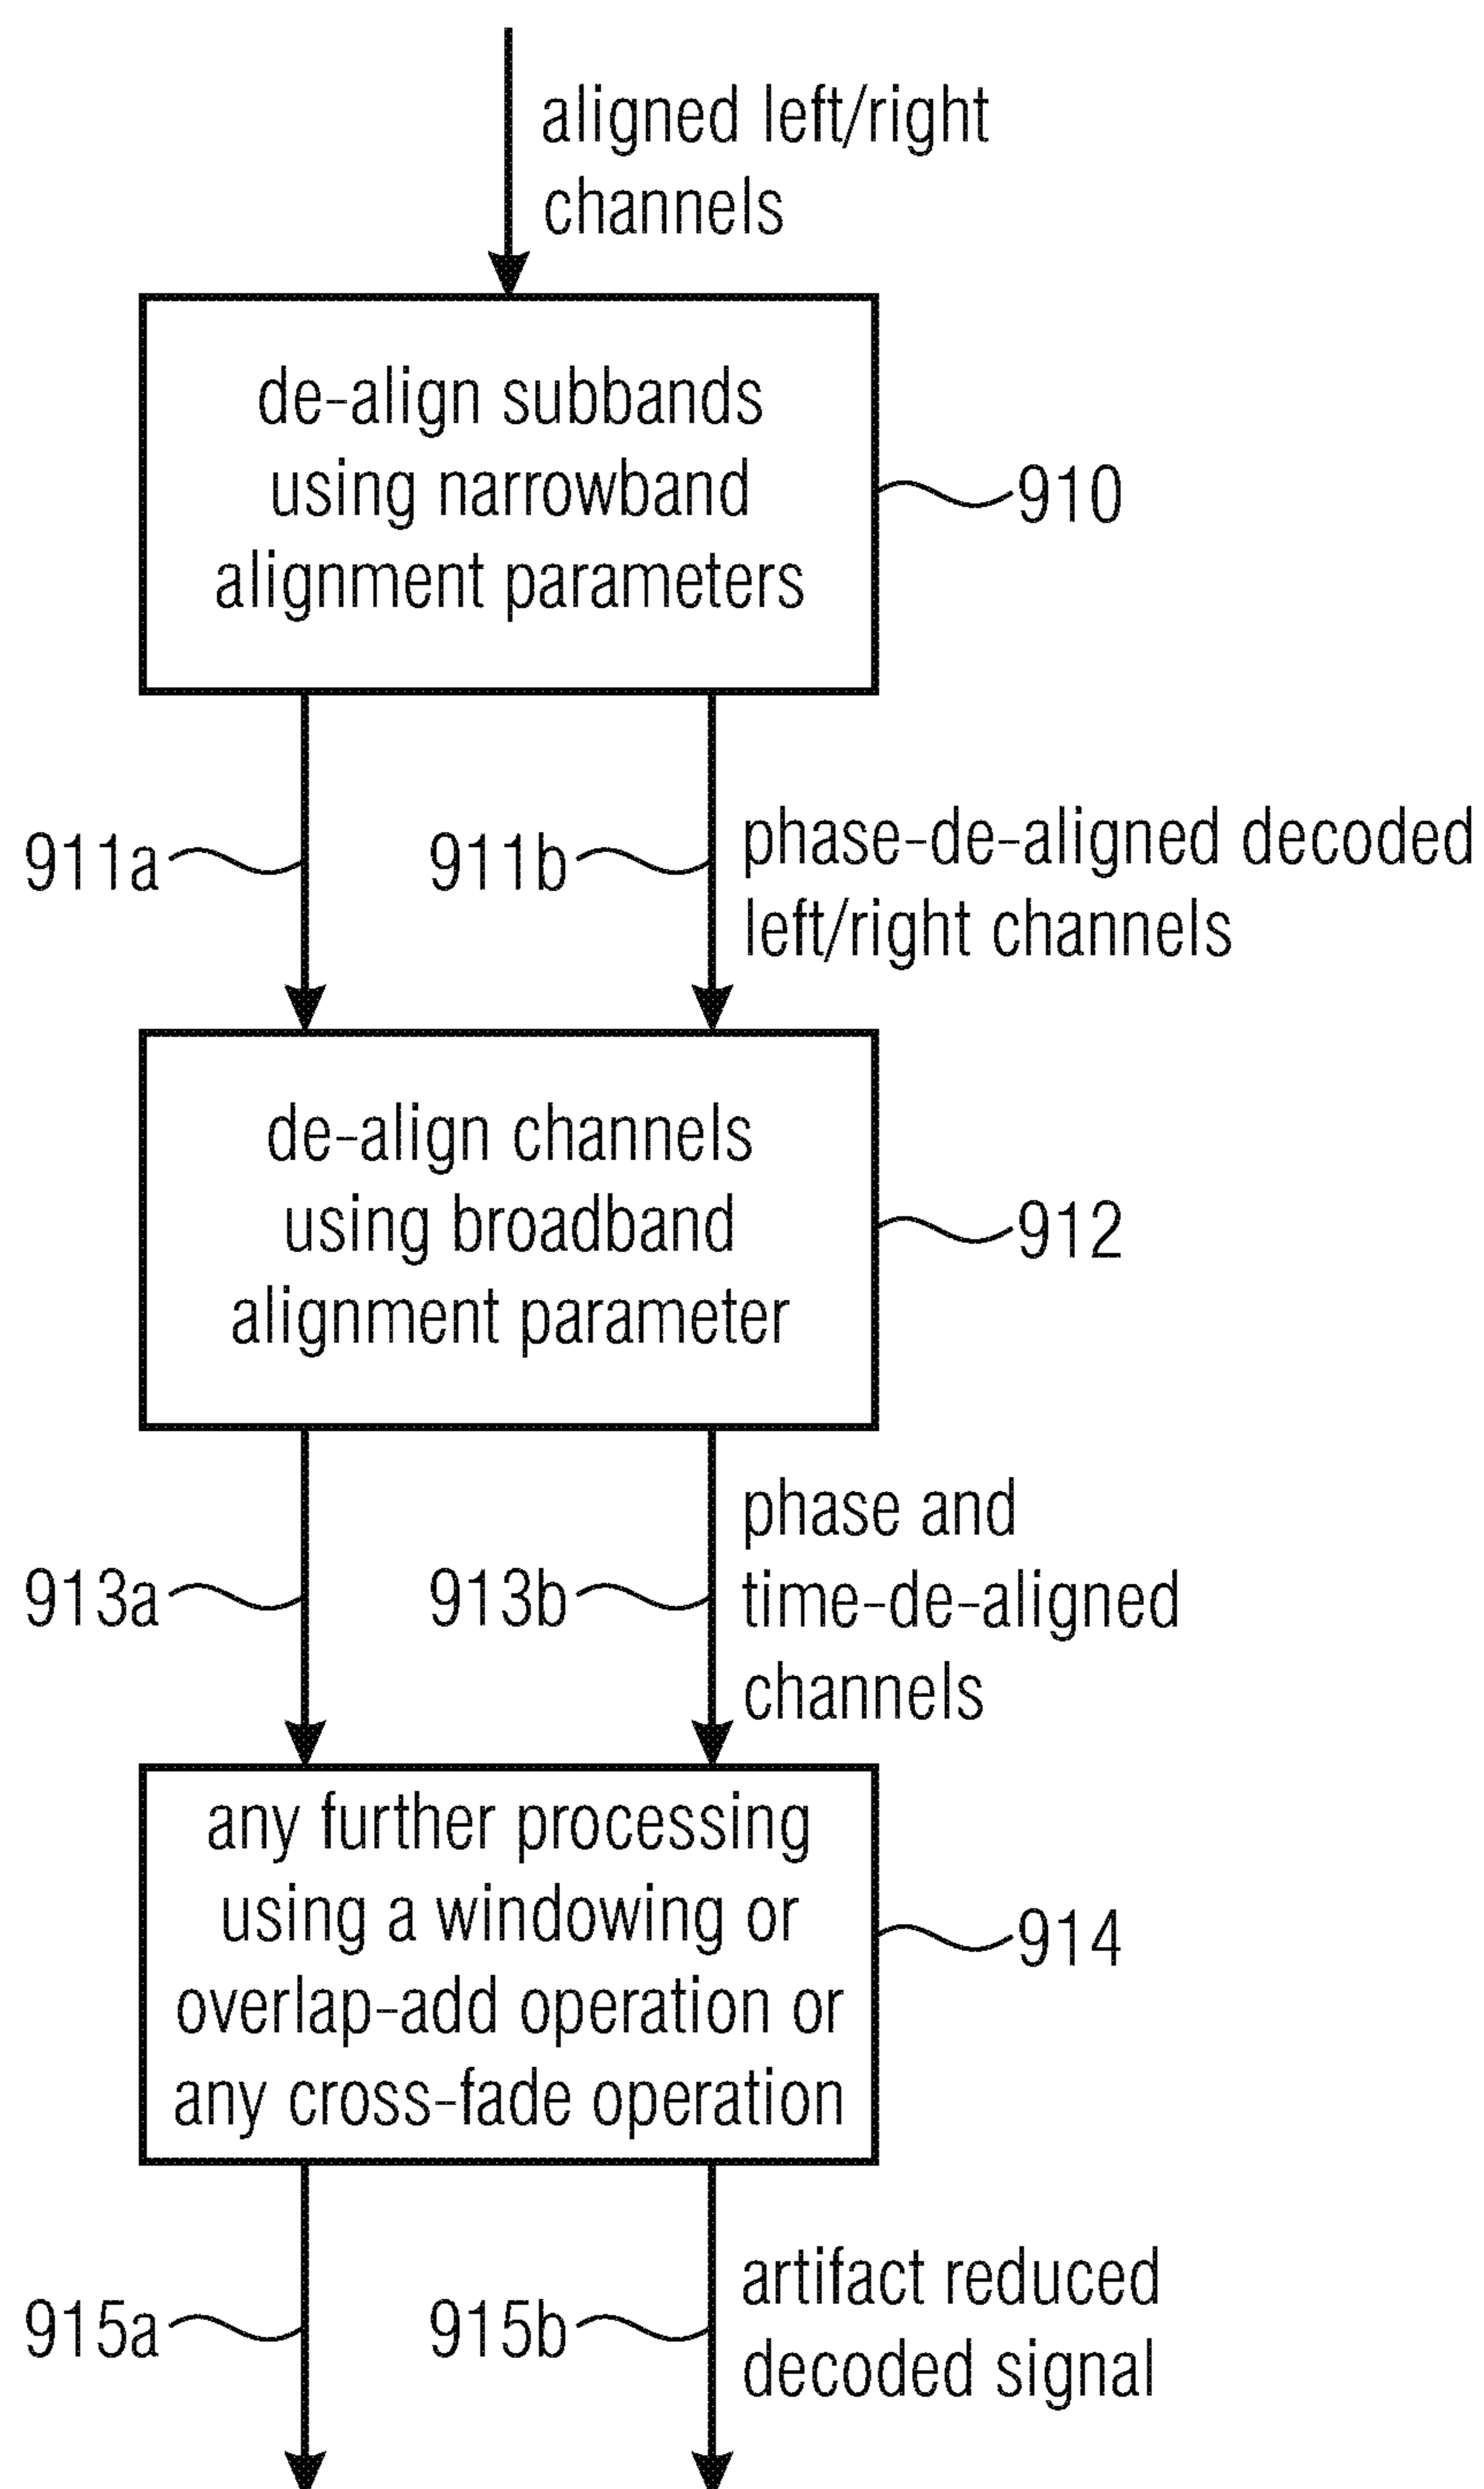 aligned left/right
channels
de-align subbands
using narrowband
alignment parameters
910
911a
911b
phase-de-aligned decoded
left/right channels
de-align channels
using broadband
alignment parameter
912
913a
913b
phase and
time-de-aligned
channels
any further processing
using a windowing or
overlap-add operation or
any cross-fade operation
914
915a
915b
artifact reduced
decoded signal